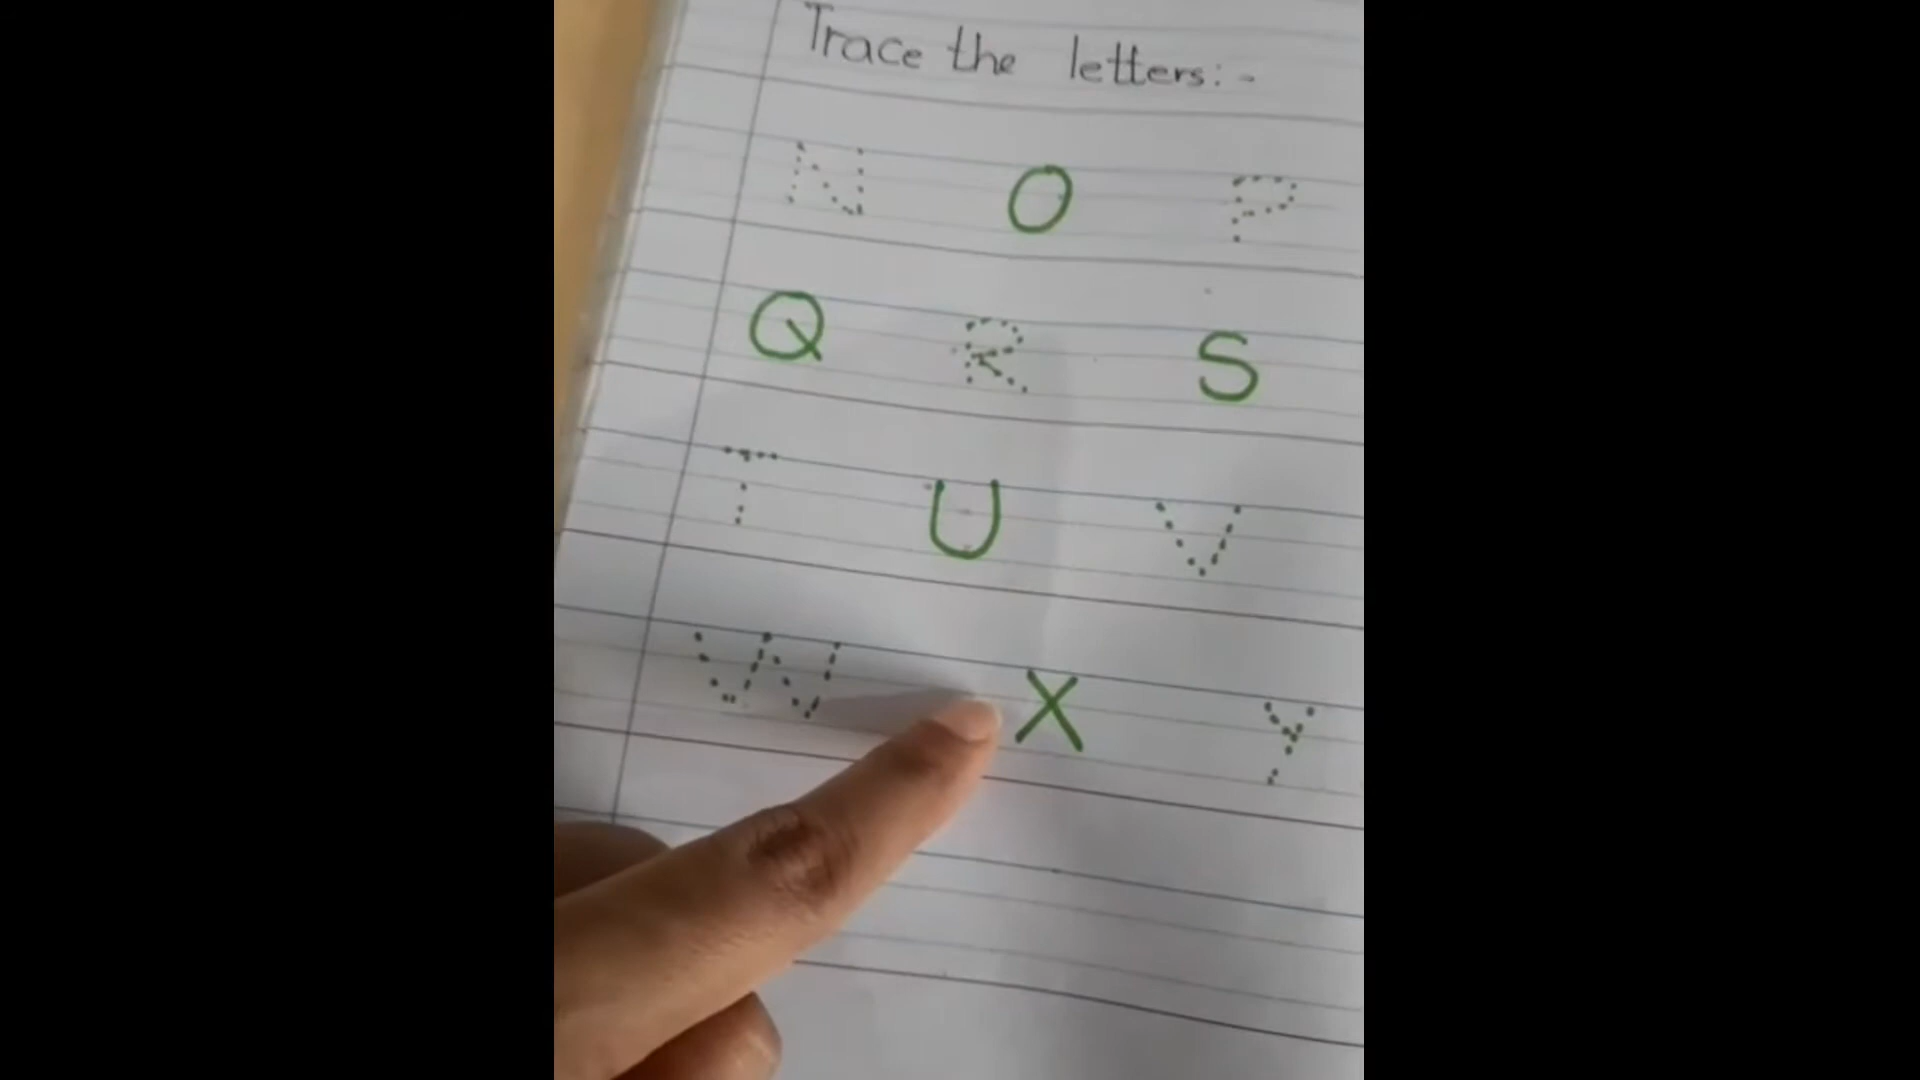 Trace the letters:-
N O P
Q R S
T U V
W X Y